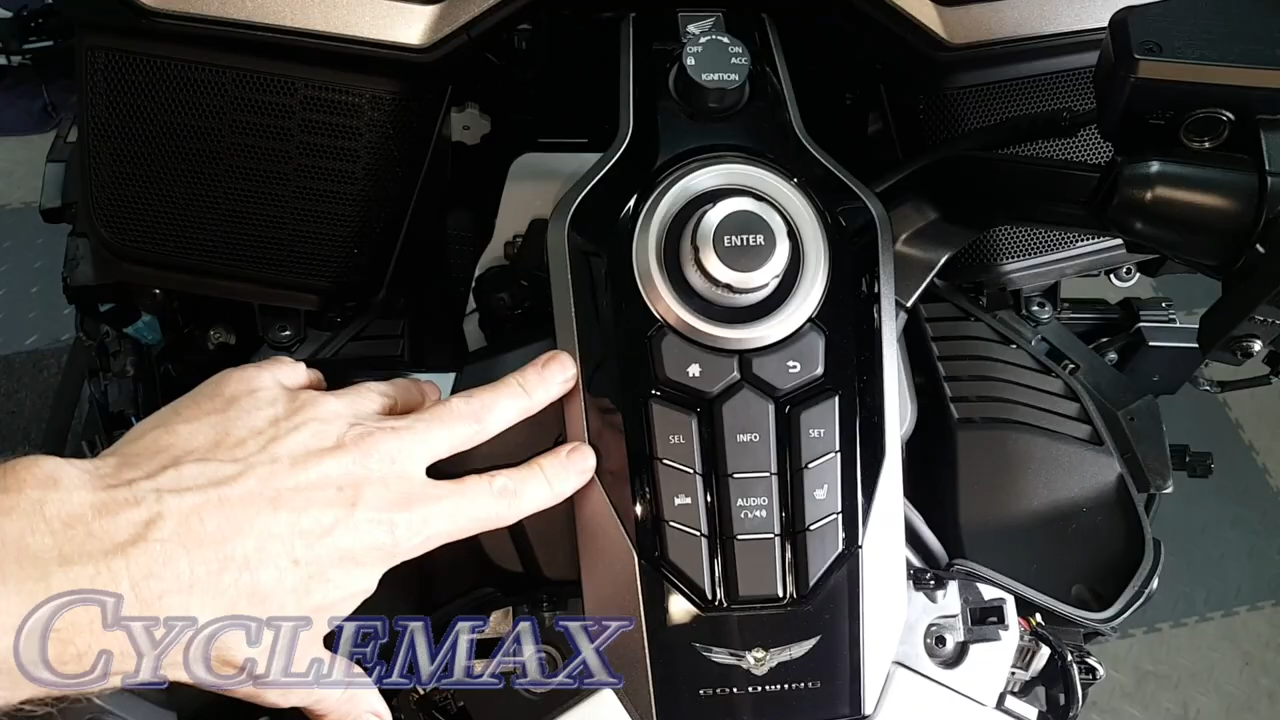 OFF ON
ACC
IGNITION
ENTER
SEL INFO SET
AUDIO
GOLDWING
CYCLEMAX